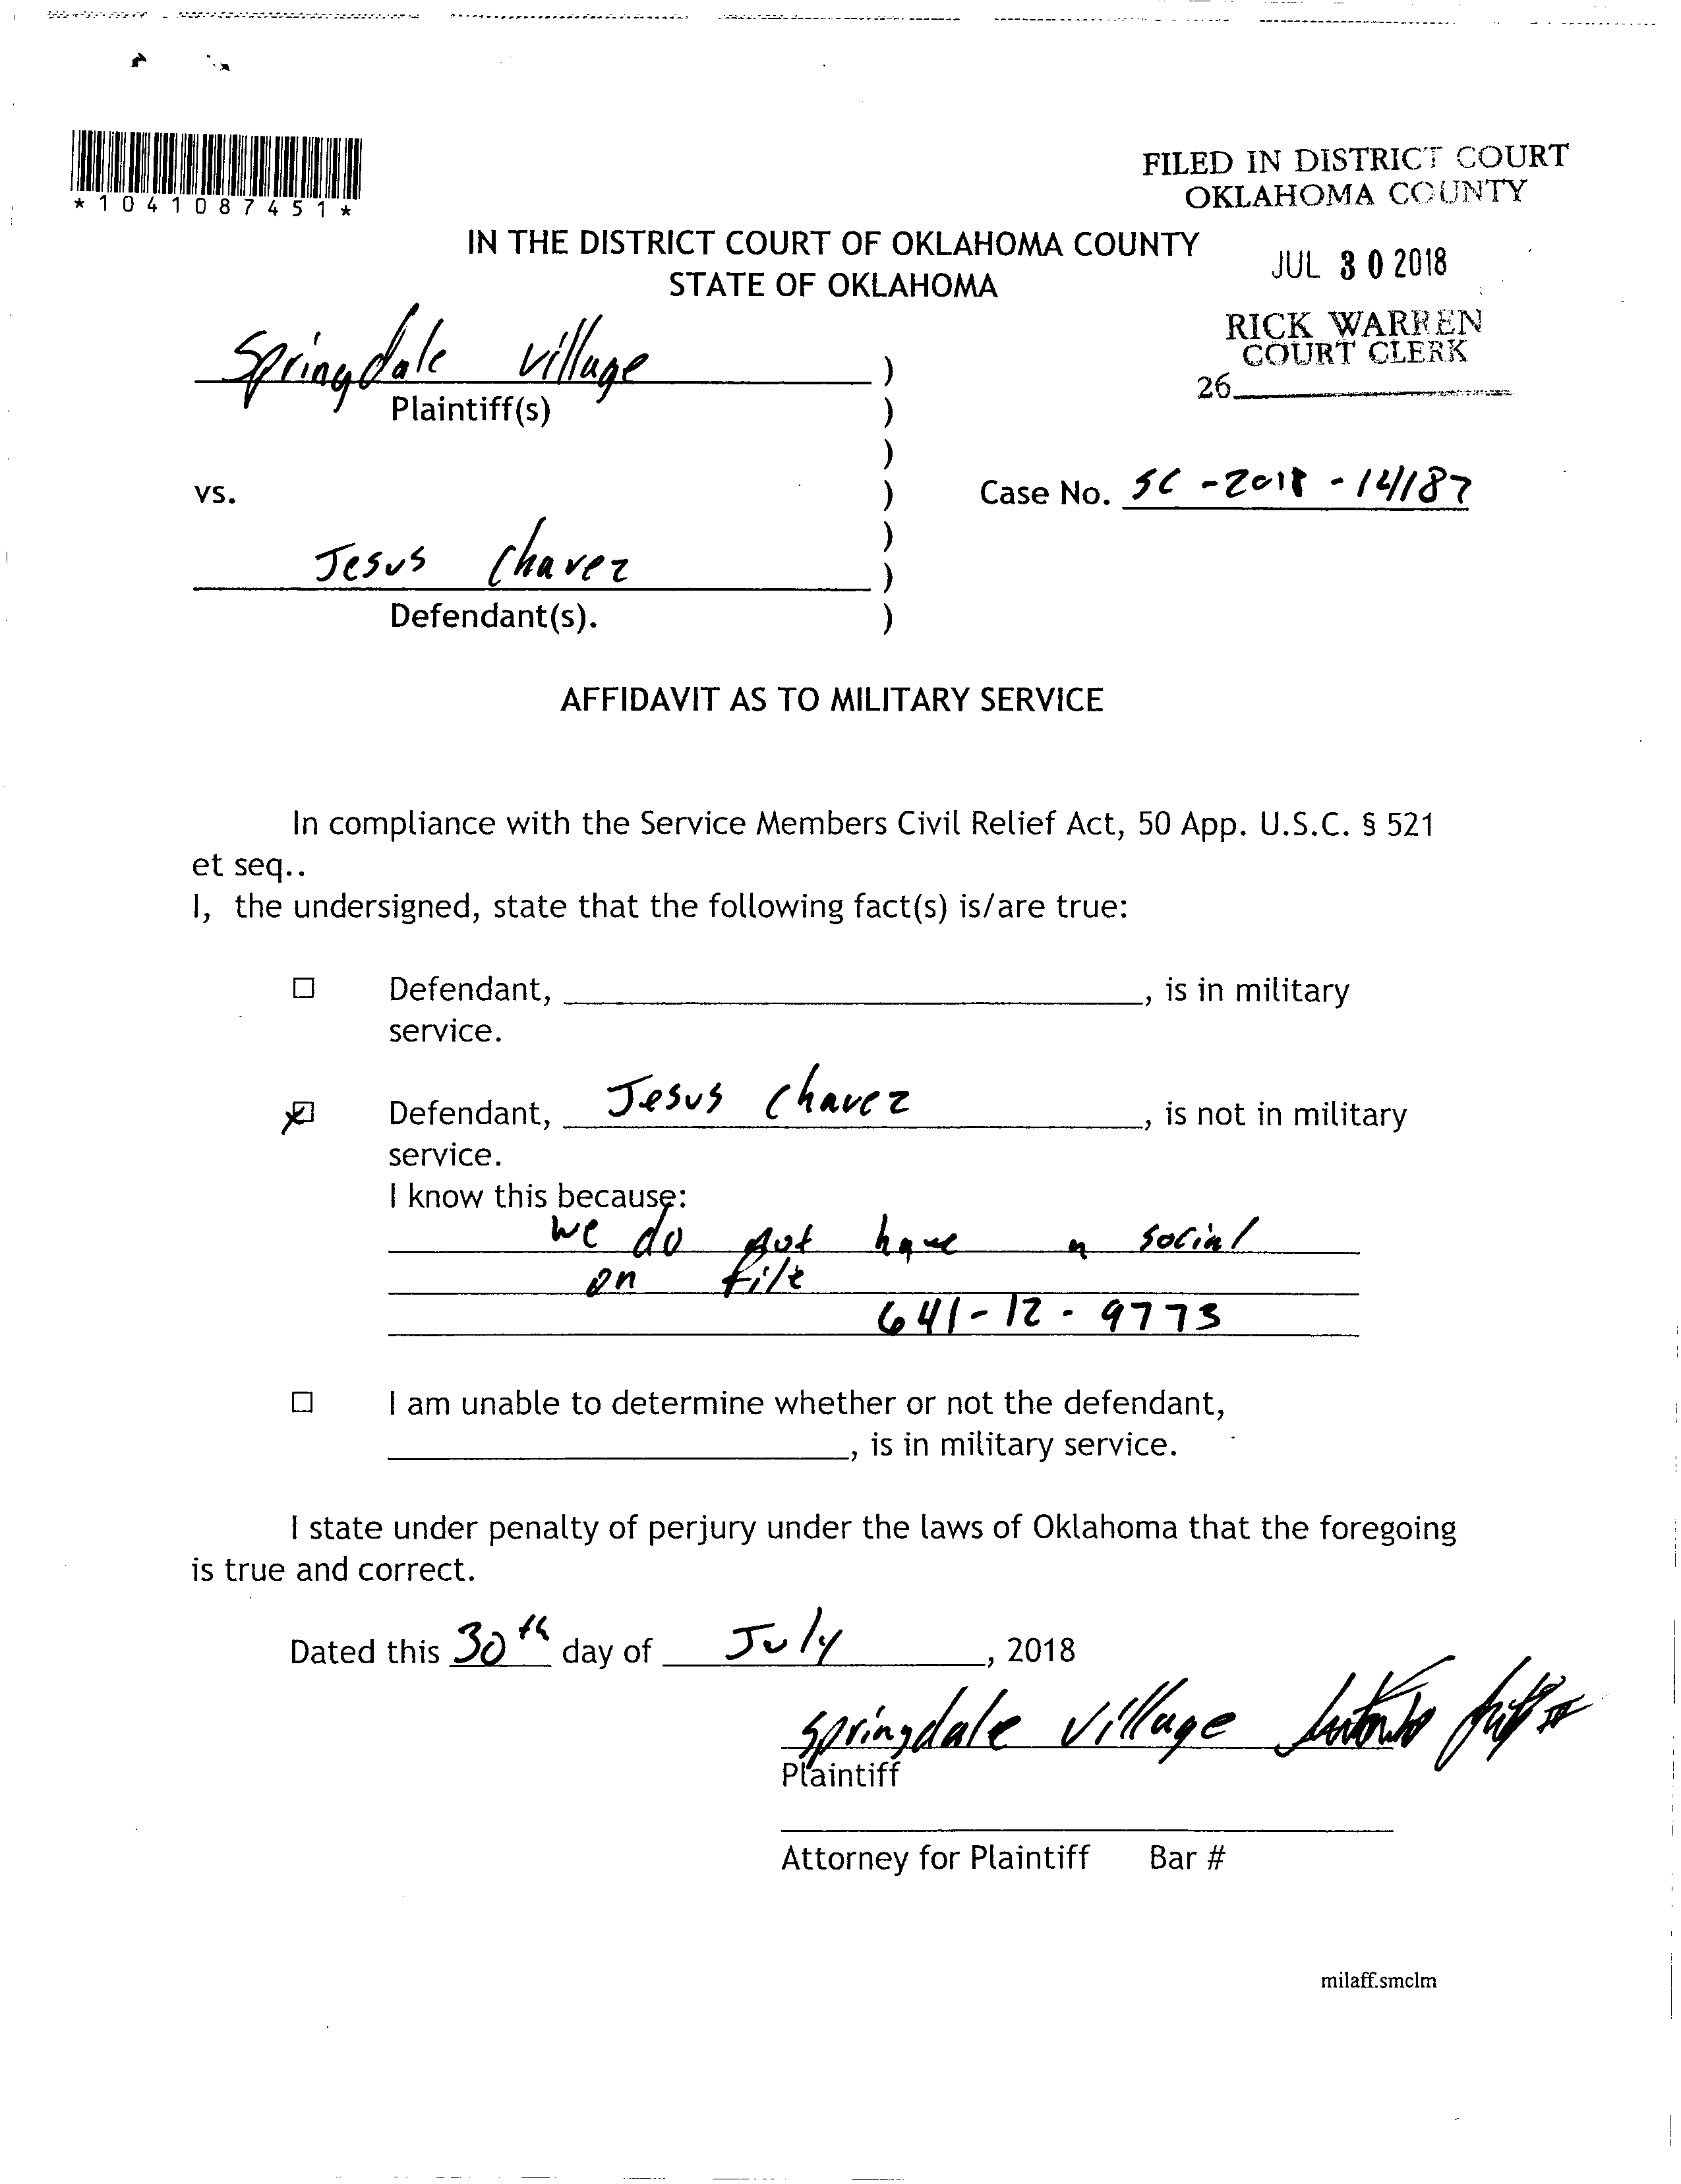 *1041087451*
FILED IN DISTRICT COURT
OKLAHOMA COUNTY
IN THE DISTRICT COURT OF OKLAHOMA COUNTY
STATE OF OKLAHOMA
JUL 30 2018
RICK WARREN
COURT CLERK
26
Springdale village )
Plaintiff(s) )
)
vs. )
Case No. SC-2018-14187
)
Jesus Chavez )
Defendant(s). )
AFFIDAVIT AS TO MILITARY SERVICE
In compliance with the Service Members Civil Relief Act, 50 App. U.S.C. § 521
et seq..
I, the undersigned, state that the following fact(s) is/are true:
Defendant, , is in military
service.
Defendant, Jesus Chavez, is not in military
service.
I know this because:
we do not have a social
on file
641-12-9773
I am unable to determine whether or not the defendant,
, is in military service.
I state under penalty of perjury under the laws of Oklahoma that the foregoing
is true and correct.
Dated this 30th day of July, 2018
Springdale village
Plaintiff
Attorney for Plaintiff Bar #
milaff.smclm